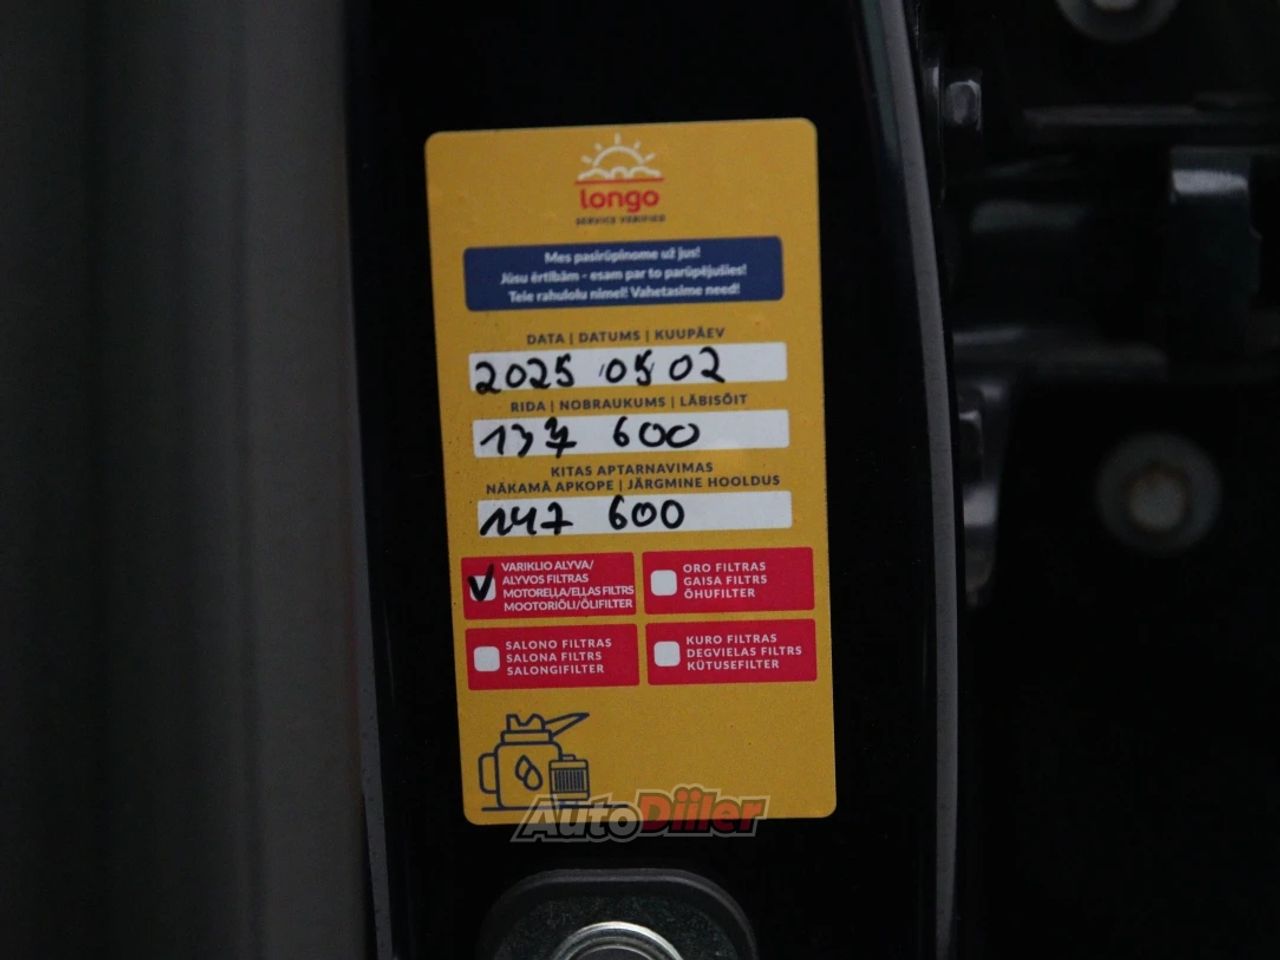 longo
SERVICE VERIFIED
Mes pasirūpinome už jus!
Jūsu ērtībām - esam par to parūpējušies!
Teie rahulolu nimel! Vahetasime need!
DATA | DATUMS | KUUPÄEV
2025 05 02
RIDA | NOBRAUKUMS | LÄBISÕIT
137 600
KITAS APTARNAVIMAS
NĀKAMĀ APKOPE | JÄRGMINE HOOLDUS
147 600
VARIKLIO ALYVA/
ALYVOS FILTRAS
MOTOREĻĻA/EĻĻAS FILTRS
MOOTORIÕLI/ÕLIFILTER
ORO FILTRAS
GAISA FILTRS
ÕHUFILTER
SALONO FILTRAS
SALONA FILTRS
SALONGIFILTER
KURO FILTRAS
DEGVIELAS FILTRS
KÜTUSEFILTER
AutoDiiler